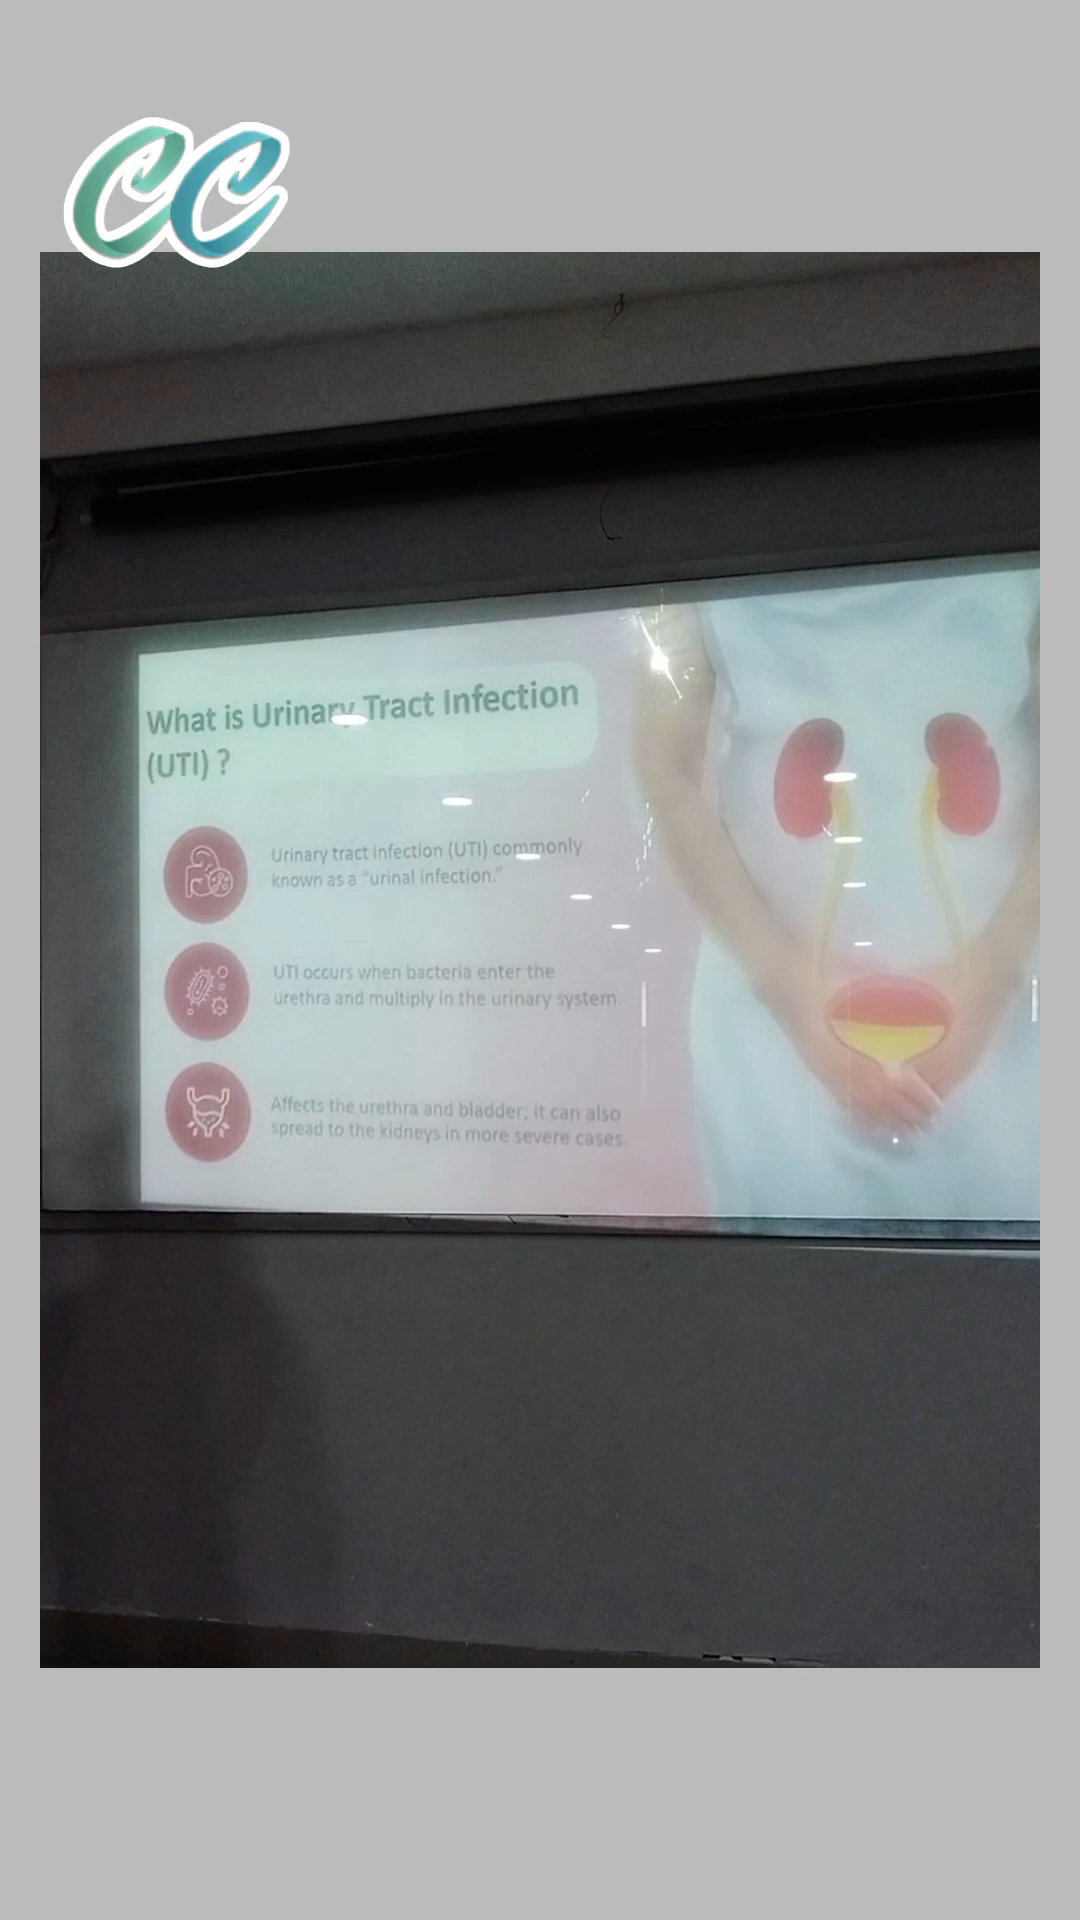 CC
What is Urinary Tract Infection
(UTI) ?
Urinary tract infection (UTI) commonly
known as a “urinal infection.”
UTI occurs when bacteria enter the
urethra and multiply in the urinary system.
Affects the urethra and bladder; it can also
spread to the kidneys in more severe cases.